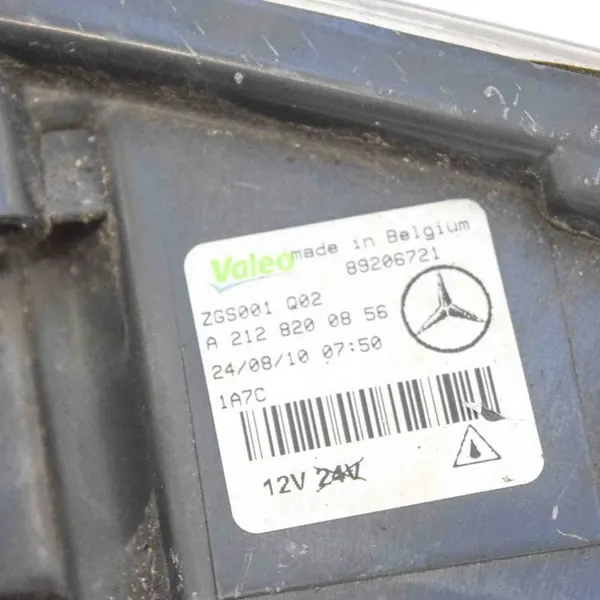 Valeo made in Belgium
89206721
ZGS001 Q02
A 212 820 08 56
24/08/10 07:50
1A7C
12V 24V